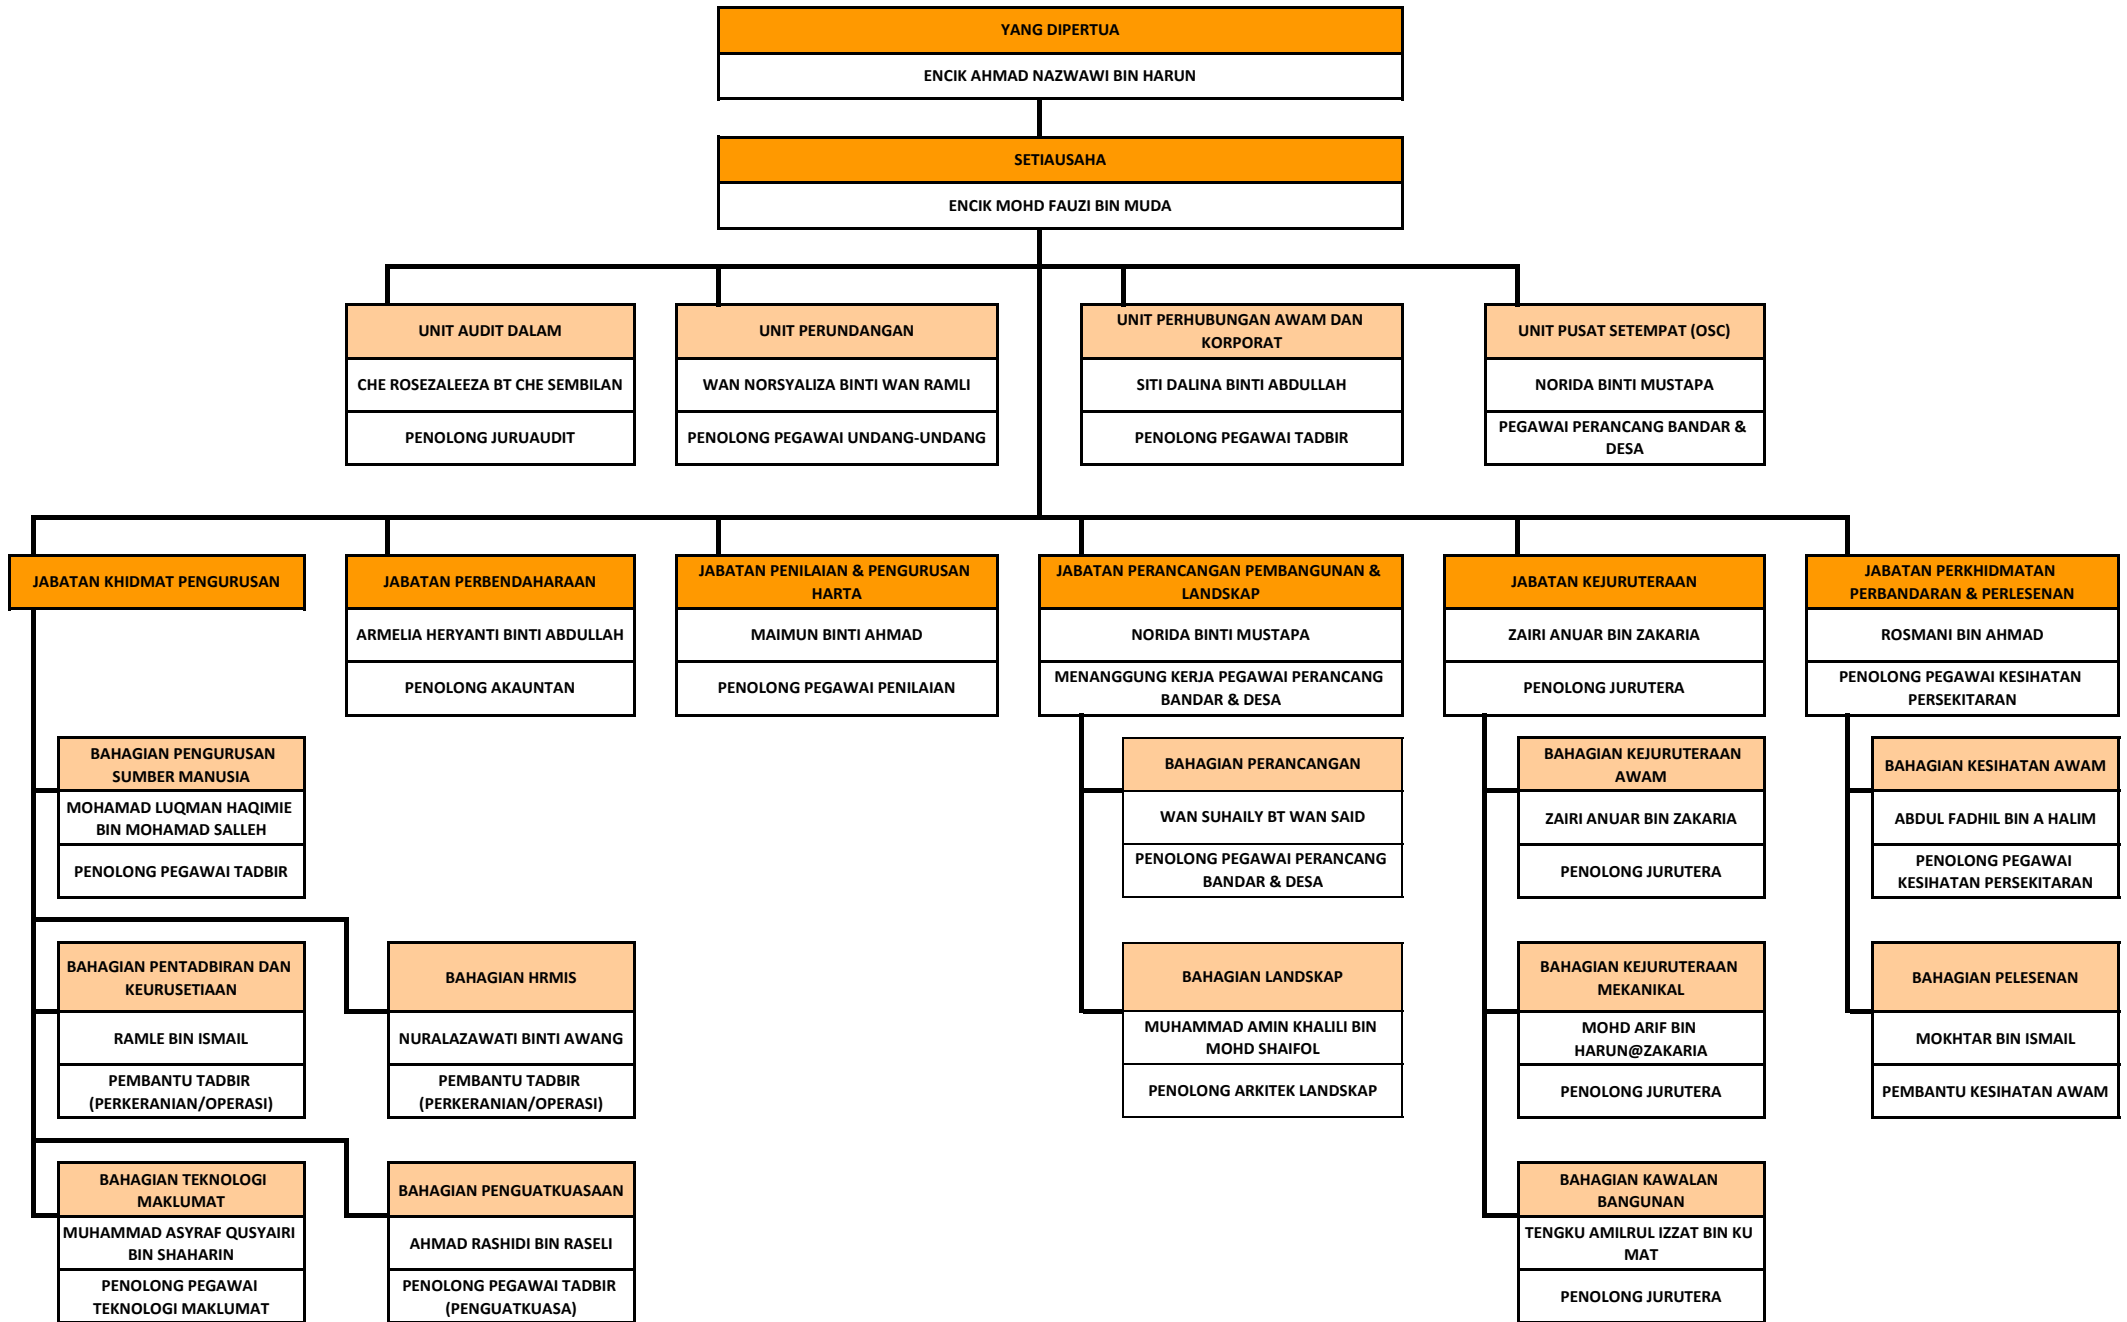 YANG DIPERTUA
ENCIK AHMAD NAZWAWI BIN HARUN
SETIAUSAHA
ENCIK MOHD FAUZI BIN MUDA
UNIT AUDIT DALAM
CHE ROSEZALEEZA BT CHE SEMBILAN
PENOLONG JURUAUDIT
UNIT PERUNDANGAN
WAN NORSYALIZA BINTI WAN RAMLI
PENOLONG PEGAWAI UNDANG-UNDANG
UNIT PERHUBUNGAN AWAM DAN
KORPORAT
SITI DALINA BINTI ABDULLAH
PENOLONG PEGAWAI TADBIR
UNIT PUSAT SETEMPAT (OSC)
NORIDA BINTI MUSTAPA
PEGAWAI PERANCANG BANDAR &
DESA
JABATAN KHIDMAT PENGURUSAN
JABATAN PERBENDAHARAAN
ARMELIA HERYANTI BINTI ABDULLAH
PENOLONG AKAUNTAN
JABATAN PENILAIAN & PENGURUSAN
HARTA
MAIMUN BINTI AHMAD
PENOLONG PEGAWAI PENILAIAN
JABATAN PERANCANGAN PEMBANGUNAN &
LANDSKAP
NORIDA BINTI MUSTAPA
MENANGGUNG KERJA PEGAWAI PERANCANG
BANDAR & DESA
JABATAN KEJURUTERAAN
ZAIRI ANUAR BIN ZAKARIA
PENOLONG JURUTERA
JABATAN PERKHIDMATAN
PERBANDARAN & PERLESENAN
ROSMANI BIN AHMAD
PENOLONG PEGAWAI KESIHATAN
PERSEKITARAN
BAHAGIAN PENGURUSAN
SUMBER MANUSIA
MOHAMAD LUQMAN HAQIMIE
BIN MOHAMAD SALLEH
PENOLONG PEGAWAI TADBIR
BAHAGIAN PERANCANGAN
WAN SUHAILY BT WAN SAID
PENOLONG PEGAWAI PERANCANG
BANDAR & DESA
BAHAGIAN KEJURUTERAAN
AWAM
ZAIRI ANUAR BIN ZAKARIA
PENOLONG JURUTERA
BAHAGIAN KESIHATAN AWAM
ABDUL FADHIL BIN A HALIM
PENOLONG PEGAWAI
KESIHATAN PERSEKITARAN
BAHAGIAN PENTADBIRAN DAN
KEURUSETIAAN
RAMLE BIN ISMAIL
PEMBANTU TADBIR
(PERKERANIAN/OPERASI)
BAHAGIAN HRMIS
NURALAZAWATI BINTI AWANG
PEMBANTU TADBIR
(PERKERANIAN/OPERASI)
BAHAGIAN LANDSKAP
MUHAMMAD AMIN KHALILI BIN
MOHD SHAIFOL
PENOLONG ARKITEK LANDSKAP
BAHAGIAN KEJURUTERAAN
MEKANIKAL
MOHD ARIF BIN
HARUN@ZAKARIA
PENOLONG JURUTERA
BAHAGIAN PELESENAN
MOKHTAR BIN ISMAIL
PEMBANTU KESIHATAN AWAM
BAHAGIAN TEKNOLOGI
MAKLUMAT
MUHAMMAD ASYRAF QUSYAIRI
BIN SHAHARIN
PENOLONG PEGAWAI
TEKNOLOGI MAKLUMAT
BAHAGIAN PENGUATKUASAAN
AHMAD RASHIDI BIN RASELI
PENOLONG PEGAWAI TADBIR
(PENGUATKUASA)
BAHAGIAN KAWALAN
BANGUNAN
TENGKU AMILRUL IZZAT BIN KU
MAT
PENOLONG JURUTERA